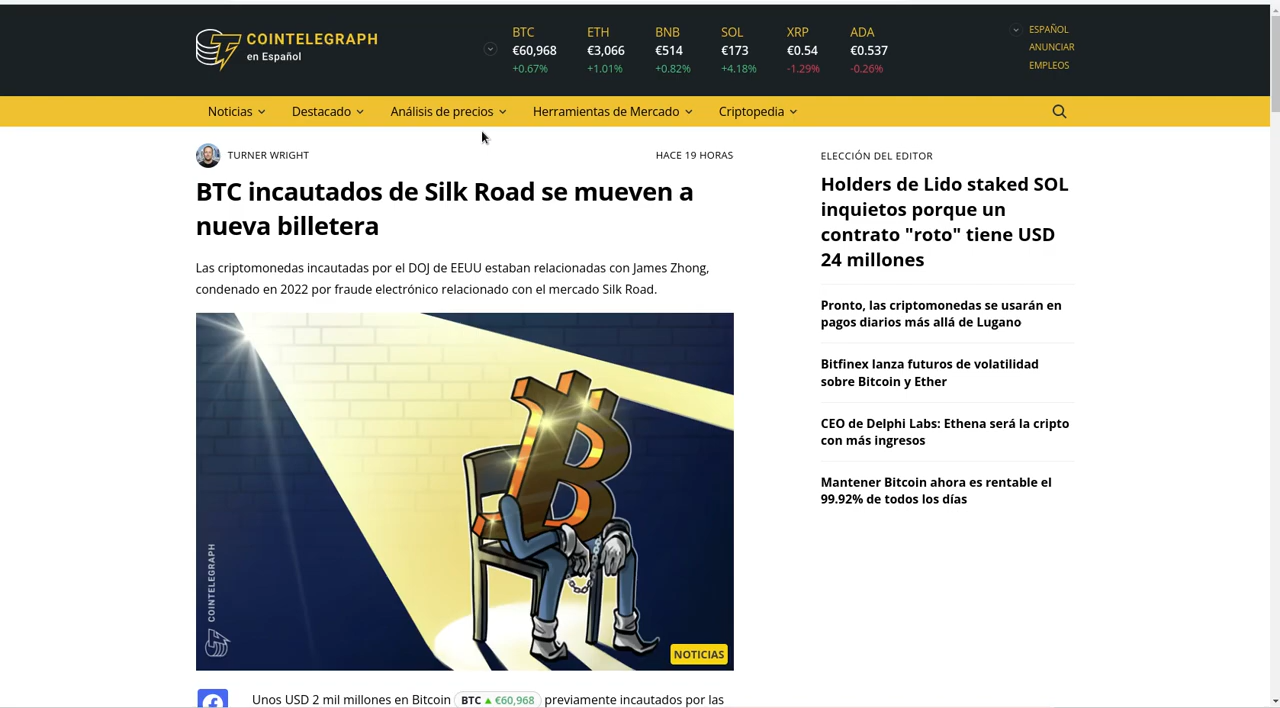 COINTELEGRAPH
en Español
BTC
€60,968
+0.67%
ETH
€3,066
+1.01%
BNB
€514
+0.82%
SOL
€173
+4.18%
XRP
€0.54
-1.29%
ADA
€0.537
-0.26%
ESPAÑOL
ANUNCIAR
EMPLEOS
Noticias
Destacado
Análisis de precios
Herramientas de Mercado
Criptopedia
TURNER WRIGHT
HACE 19 HORAS
BTC incautados de Silk Road se mueven a
nueva billetera
Las criptomonedas incautadas por el DOJ de EEUU estaban relacionadas con James Zhong,
condenado en 2022 por fraude electrónico relacionado con el mercado Silk Road.
COINTELEGRAPH
NOTICIAS
Unos USD 2 mil millones en Bitcoin BTC ▲ €60,968 previamente incautados por las
ELECCIÓN DEL EDITOR
Holders de Lido staked SOL
inquietos porque un
contrato "roto" tiene USD
24 millones
Pronto, las criptomonedas se usarán en
pagos diarios más allá de Lugano
Bitfinex lanza futuros de volatilidad
sobre Bitcoin y Ether
CEO de Delphi Labs: Ethena será la cripto
con más ingresos
Mantener Bitcoin ahora es rentable el
99.92% de todos los días